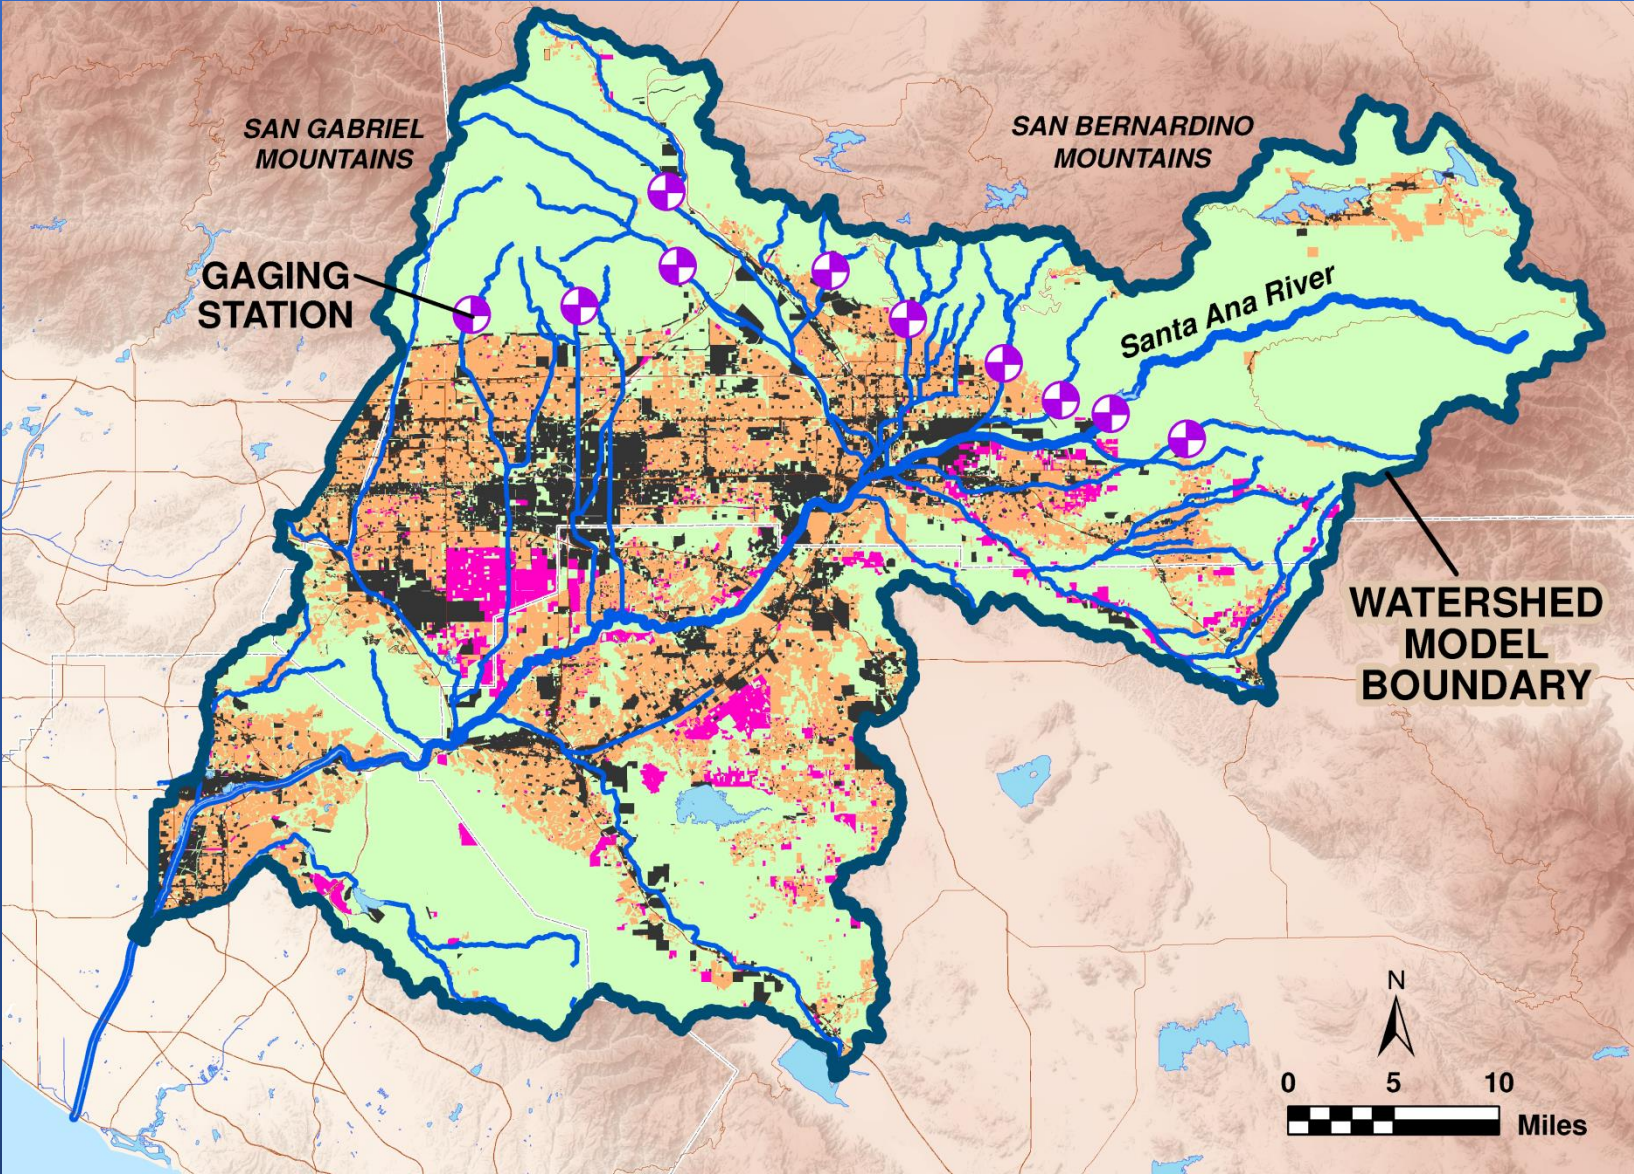 SAN GABRIEL
MOUNTAINS
SAN BERNARDINO
MOUNTAINS
GAGING
STATION
Santa Ana River
WATERSHED
MODEL
BOUNDARY
N
0 5 10
Miles